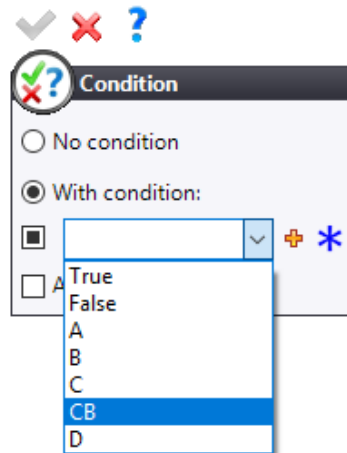 ?
? Condition
No condition
With condition:
A
True
False
A
B
C
CB
D